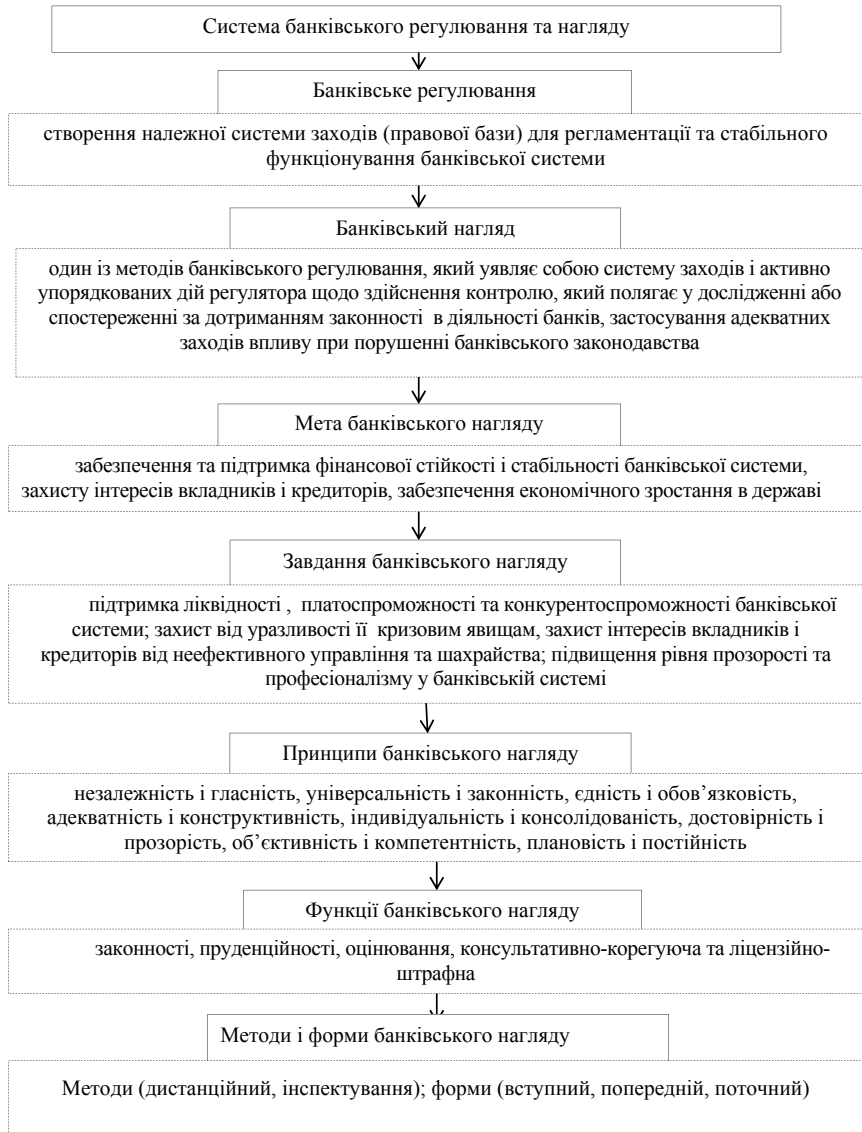 Система банківського регулювання та нагляду
Банківське регулювання
створення належної системи заходів (правової бази) для регламентації та стабільного
функціонування банківської системи
Банківський нагляд
один із методів банківського регулювання, який уявляє собою систему заходів і активно
упорядкованих дій регулятора щодо здійснення контролю, який полягає у дослідженні або
спостереженні за дотриманням законності в діяльності банків, застосування адекватних
заходів впливу при порушенні банківського законодавства
Мета банківського нагляду
забезпечення та підтримка фінансової стійкості і стабільності банківської системи,
захисту інтересів вкладників і кредиторів, забезпечення економічного зростання в державі
Завдання банківського нагляду
підтримка ліквідності , платоспроможності та конкурентоспроможності банківської
системи; захист від уразливості її кризовим явищам, захист інтересів вкладників і
кредиторів від неефективного управління та шахрайства; підвищення рівня прозорості та
професіоналізму у банківській системі
Принципи банківського нагляду
незалежність і гласність, універсальність і законність, єдність і обов’язковість,
адекватність і конструктивність, індивідуальність і консолідованість, достовірність і
прозорість, об’єктивність і компетентність, плановість і постійність
Функції банківського нагляду
законності, пруденційності, оцінювання, консультативно-корегуюча та ліцензійно-
штрафна
Методи і форми банківського нагляду
Методи (дистанційний, інспектування); форми (вступний, попередній, поточний)